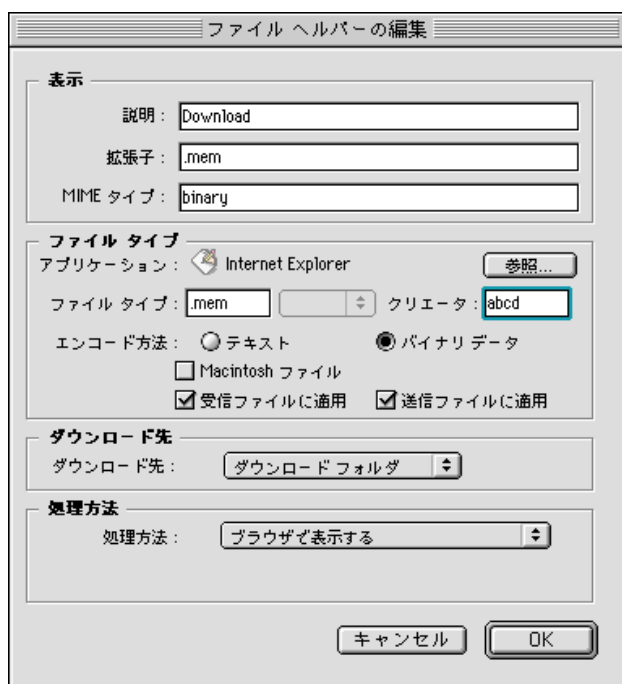 ファイル ヘルパーの編集
表示
説明： Download
拡張子： .mem
MIME タイプ： binary
ファイル タイプ
アプリケーション： Internet Explorer 参照...
ファイル タイプ： .mem クリエータ： abcd
エンコード方法： テキスト バイナリ データ
Macintosh ファイル
受信ファイルに適用 送信ファイルに適用
ダウンロード先
ダウンロード先： ダウンロード フォルダ
処理方法
処理方法： ブラウザで表示する
キャンセル OK